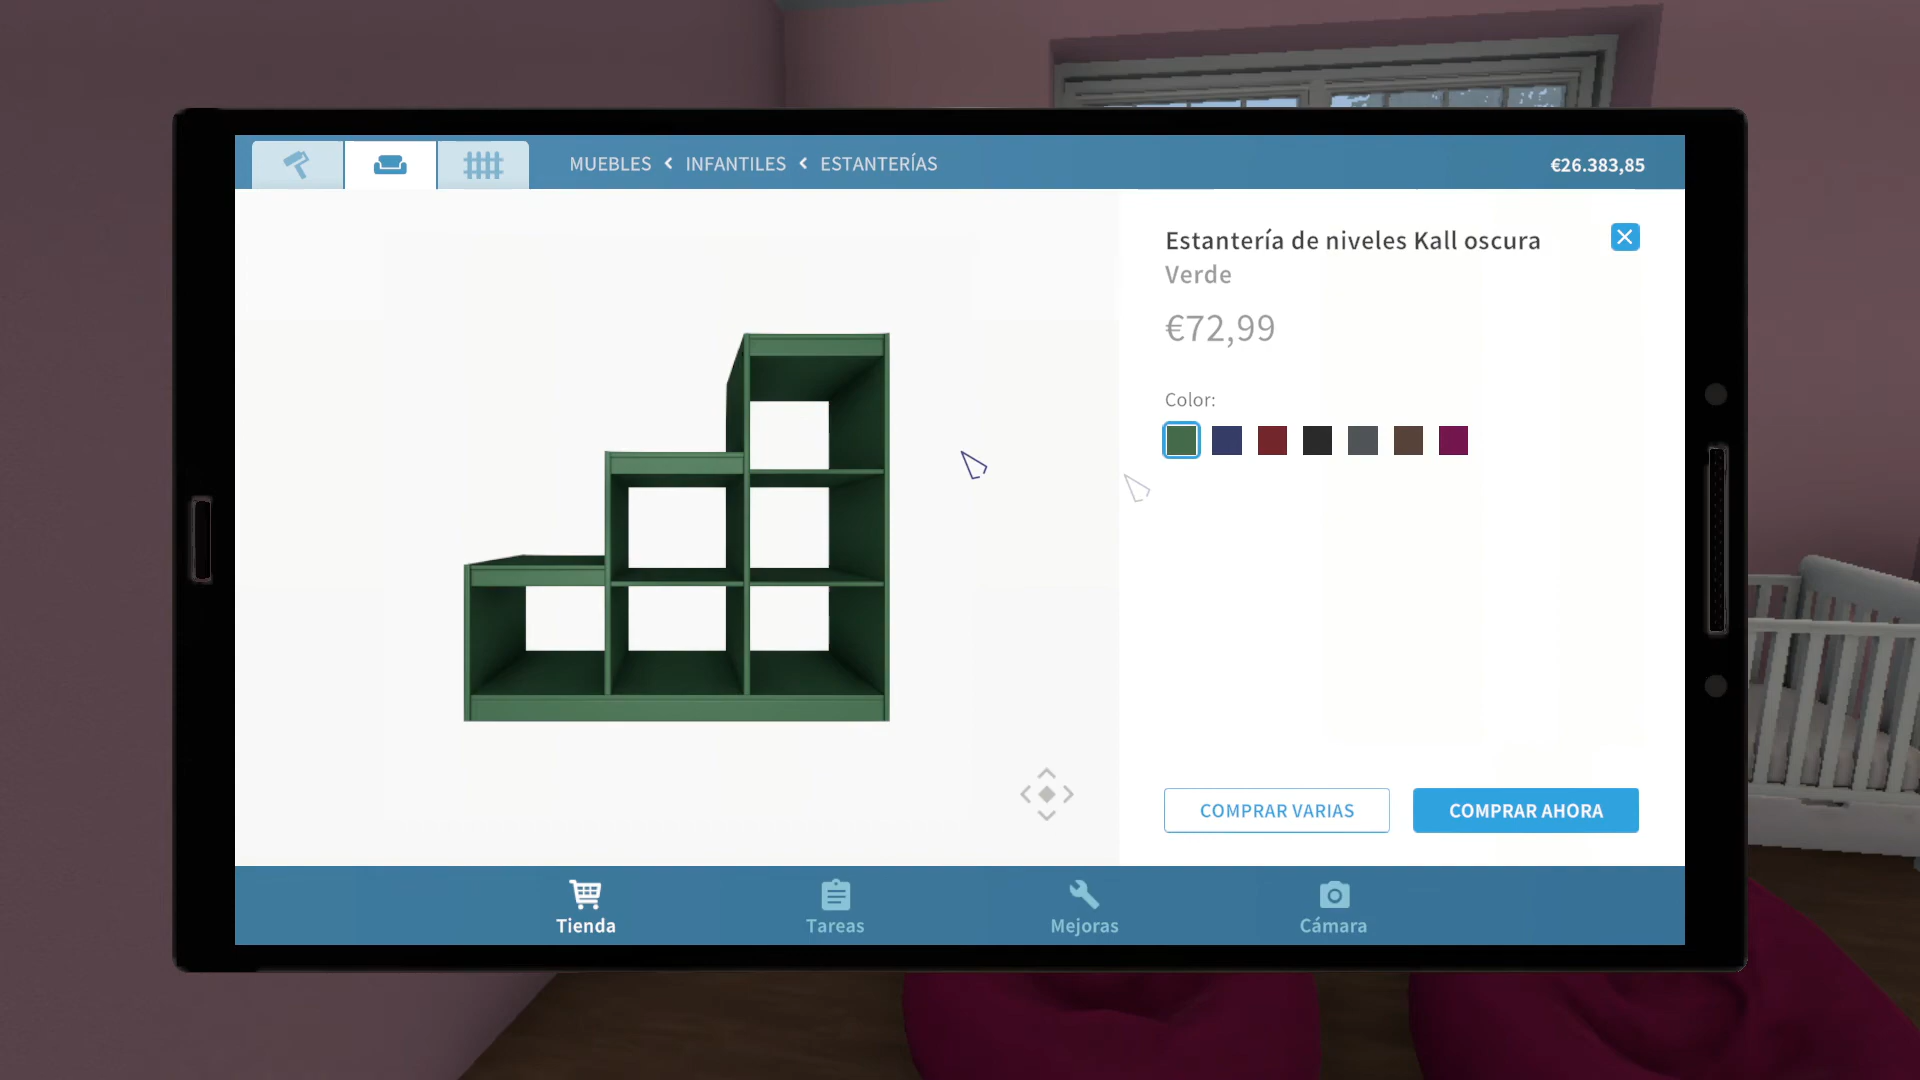 MUEBLES < INFANTILES < ESTANTERÍAS
€26.383,85
Estantería de niveles Kall oscura
Verde
€72,99
Color:
COMPRAR VARIAS
COMPRAR AHORA
Tienda
Tareas
Mejoras
Cámara